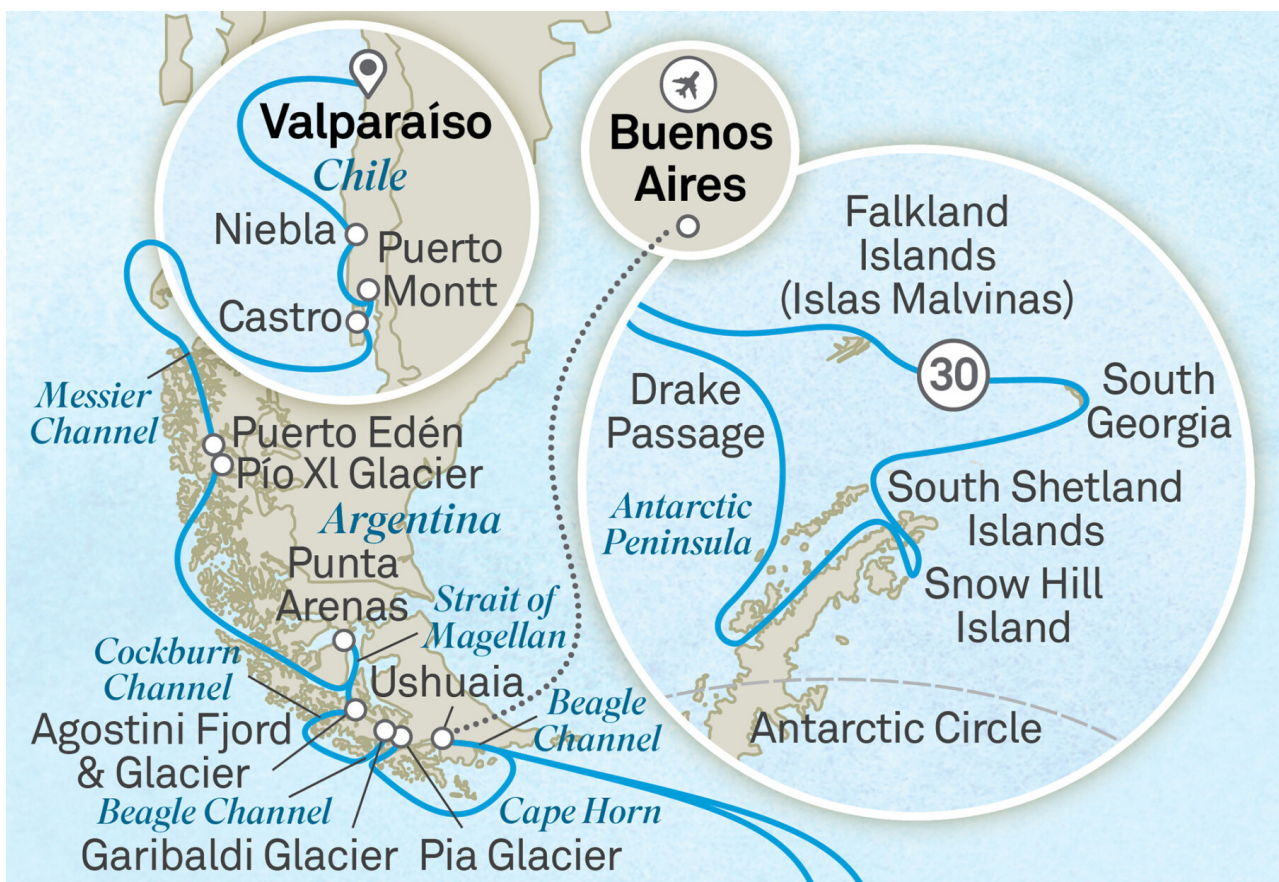 Valparaíso
Chile
Niebla
Puerto
Montt
Castro
Messier
Channel
Puerto Edén
Pío Xl Glacier
Argentina
Punta
Arenas
Strait of
Magellan
Cockburn
Channel
Ushuaia
Agostini Fjord
& Glacier
Beagle
Channel
Beagle Channel
Cape Horn
Garibaldi Glacier
Pia Glacier
Buenos
Aires
Falkland
Islands
(Islas Malvinas)
30
Drake
Passage
South
Georgia
Antarctic
Peninsula
South Shetland
Islands
Snow Hill
Island
Antarctic Circle